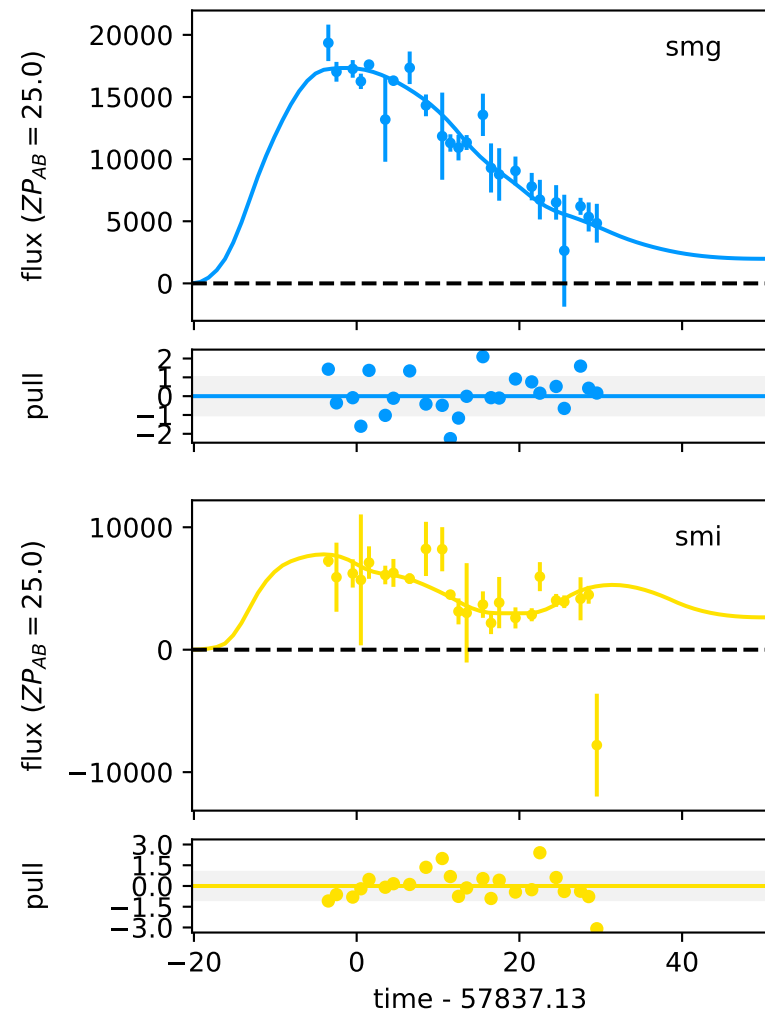 20000
15000
10000
5000
0
flux (ZP_AB = 25.0)
smg
2
1
0
−1
−2
pull
10000
0
−10000
flux (ZP_AB = 25.0)
smi
3.0
1.5
0.0
−1.5
−3.0
pull
−20 0 20 40
time - 57837.13